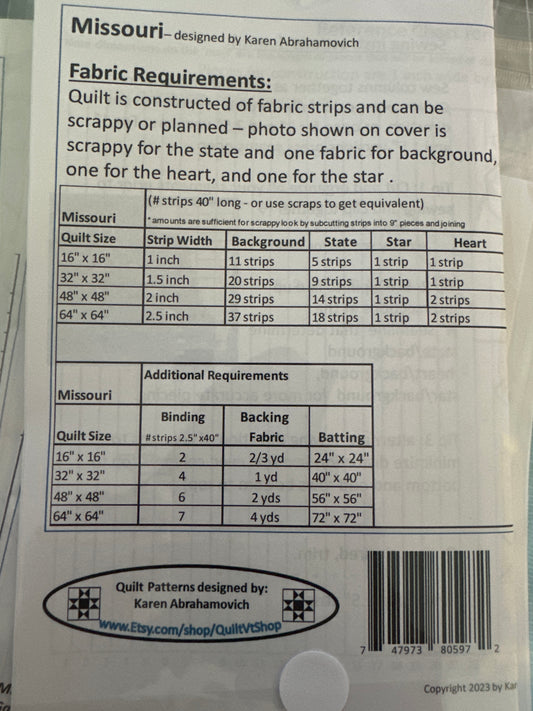 Missouri – designed by Karen Abrahamovich
Fabric Requirements:
Quilt is constructed of fabric strips and can be
scrappy or planned – photo shown on cover is
scrappy for the state and one fabric for background,
one for the heart, and one for the star .
(# strips 40" long - or use scraps to get equivalent)
Missouri * amounts are sufficient for scrappy look by subcutting strips into 9" pieces and joining
Quilt Size Strip Width Background State Star Heart
16" x 16" 1 inch 11 strips 5 strips 1 strip 1 strip
32" x 32" 1.5 inch 20 strips 9 strips 1 strip 1 strip
48" x 48" 2 inch 29 strips 14 strips 1 strip 2 strips
64" x 64" 2.5 inch 37 strips 18 strips 1 strip 2 strips
Additional Requirements
Missouri
Binding Backing
Quilt Size # strips 2.5" x40" Fabric Batting
16" x 16" 2 2/3 yd 24" x 24"
32" x 32" 4 1 yd 40" x 40"
48" x 48" 6 2 yds 56" x 56"
64" x 64" 7 4 yds 72" x 72"
Quilt Patterns designed by:
Karen Abrahamovich
www.Etsy.com/shop/QuiltVtShop
7 47973 80597 2
Copyright 2023 by Kar